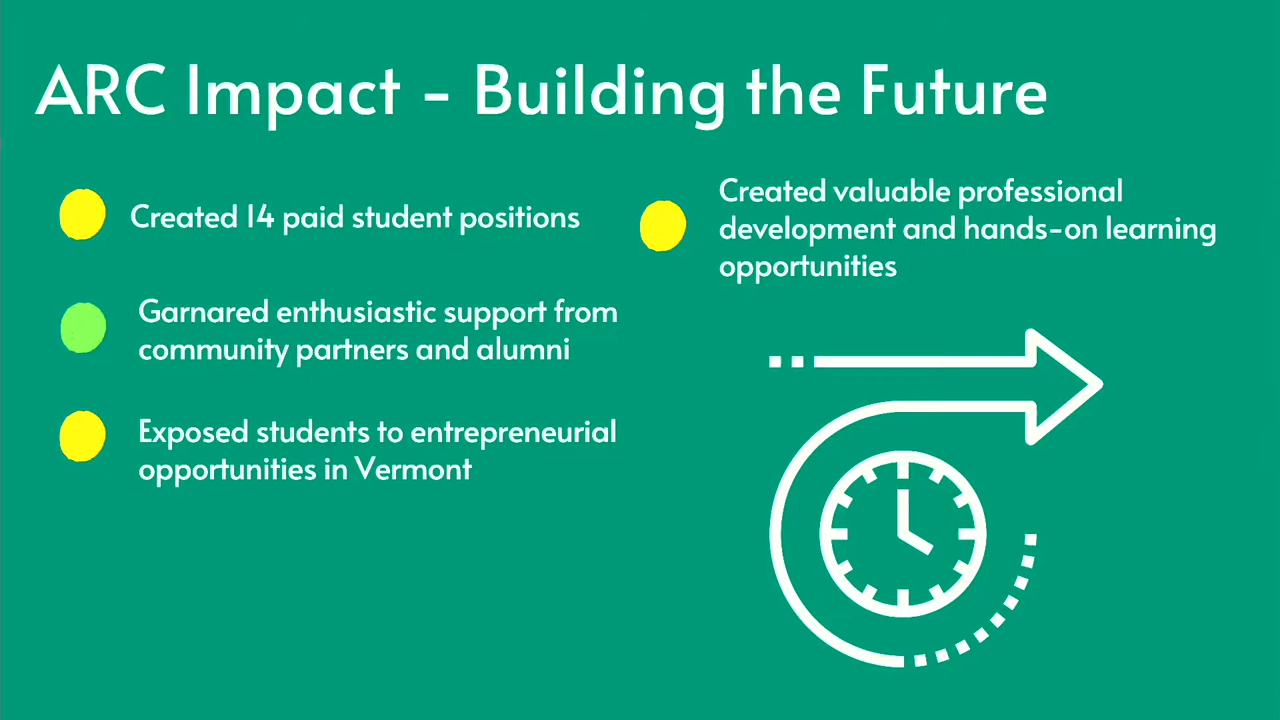 ARC Impact - Building the Future
Created 14 paid student positions
Garnared enthusiastic support from
community partners and alumni
Exposed students to entrepreneurial
opportunities in Vermont
Created valuable professional
development and hands-on learning
opportunities